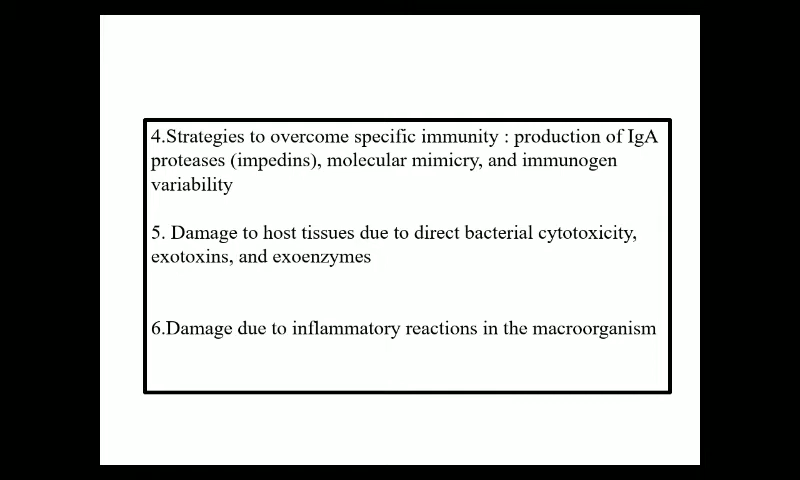 4.Strategies to overcome specific immunity : production of IgA
proteases (impedins), molecular mimicry, and immunogen
variability
5. Damage to host tissues due to direct bacterial cytotoxicity,
exotoxins, and exoenzymes
6.Damage due to inflammatory reactions in the macroorganism